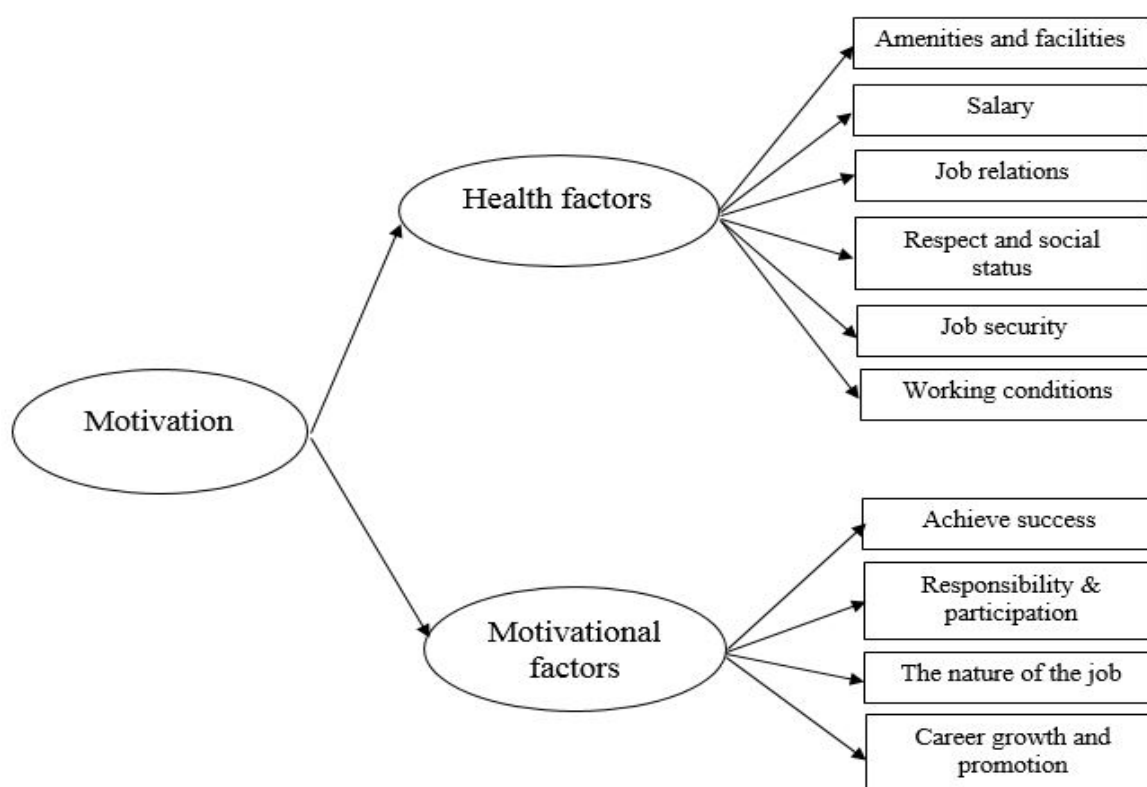 Amenities and facilities
Salary
Job relations
Health factors
Respect and social
status
Job security
Working conditions
Motivation
Achieve success
Responsibility &
participation
Motivational
factors
The nature of the job
Career growth and
promotion